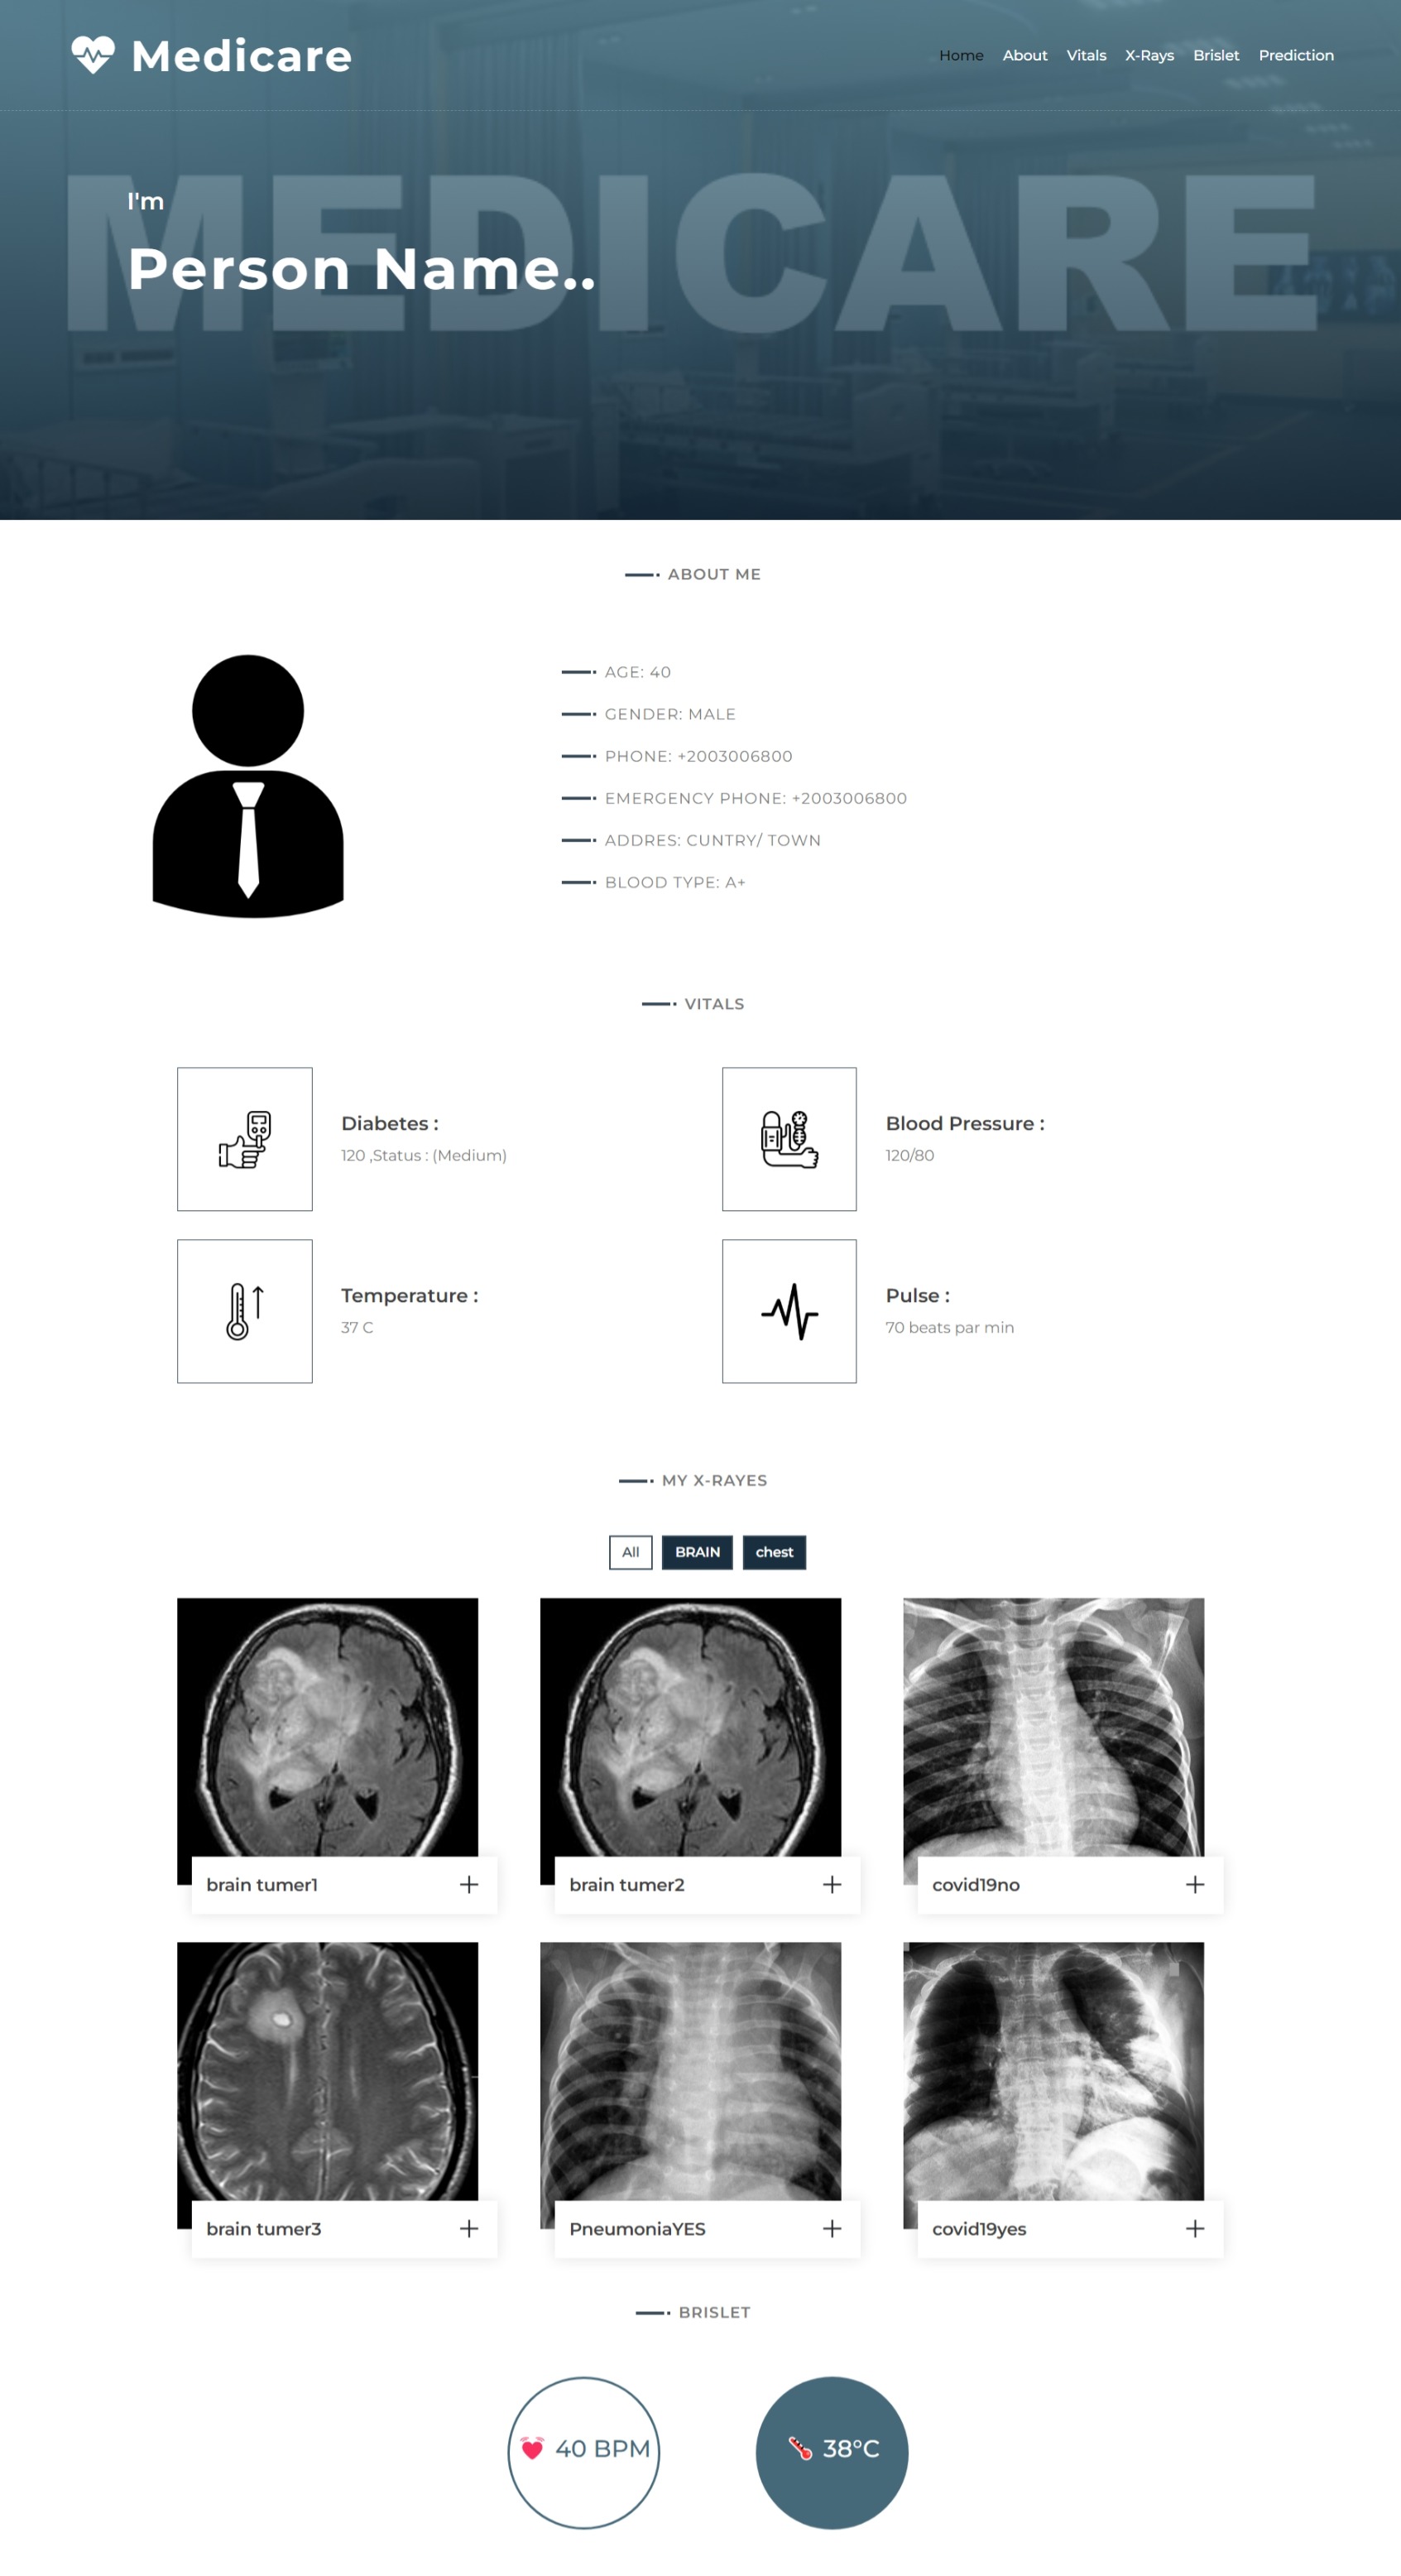 Medicare
Home About Vitals X-Rays Brislet Prediction
MEDICARE
I'm
Person Name..
ABOUT ME
AGE: 40
GENDER: MALE
PHONE: +2003006800
EMERGENCY PHONE: +2003006800
ADDRES: CUNTRY/ TOWN
BLOOD TYPE: A+
VITALS
Diabetes :
120 ,Status : (Medium)
Blood Pressure :
120/80
Temperature :
37 C
Pulse :
70 beats par min
MY X-RAYES
All BRAIN chest
brain tumer1 +
brain tumer2 +
covid19no +
brain tumer3 +
PneumoniaYES +
covid19yes +
BRISLET
40 BPM
38°C